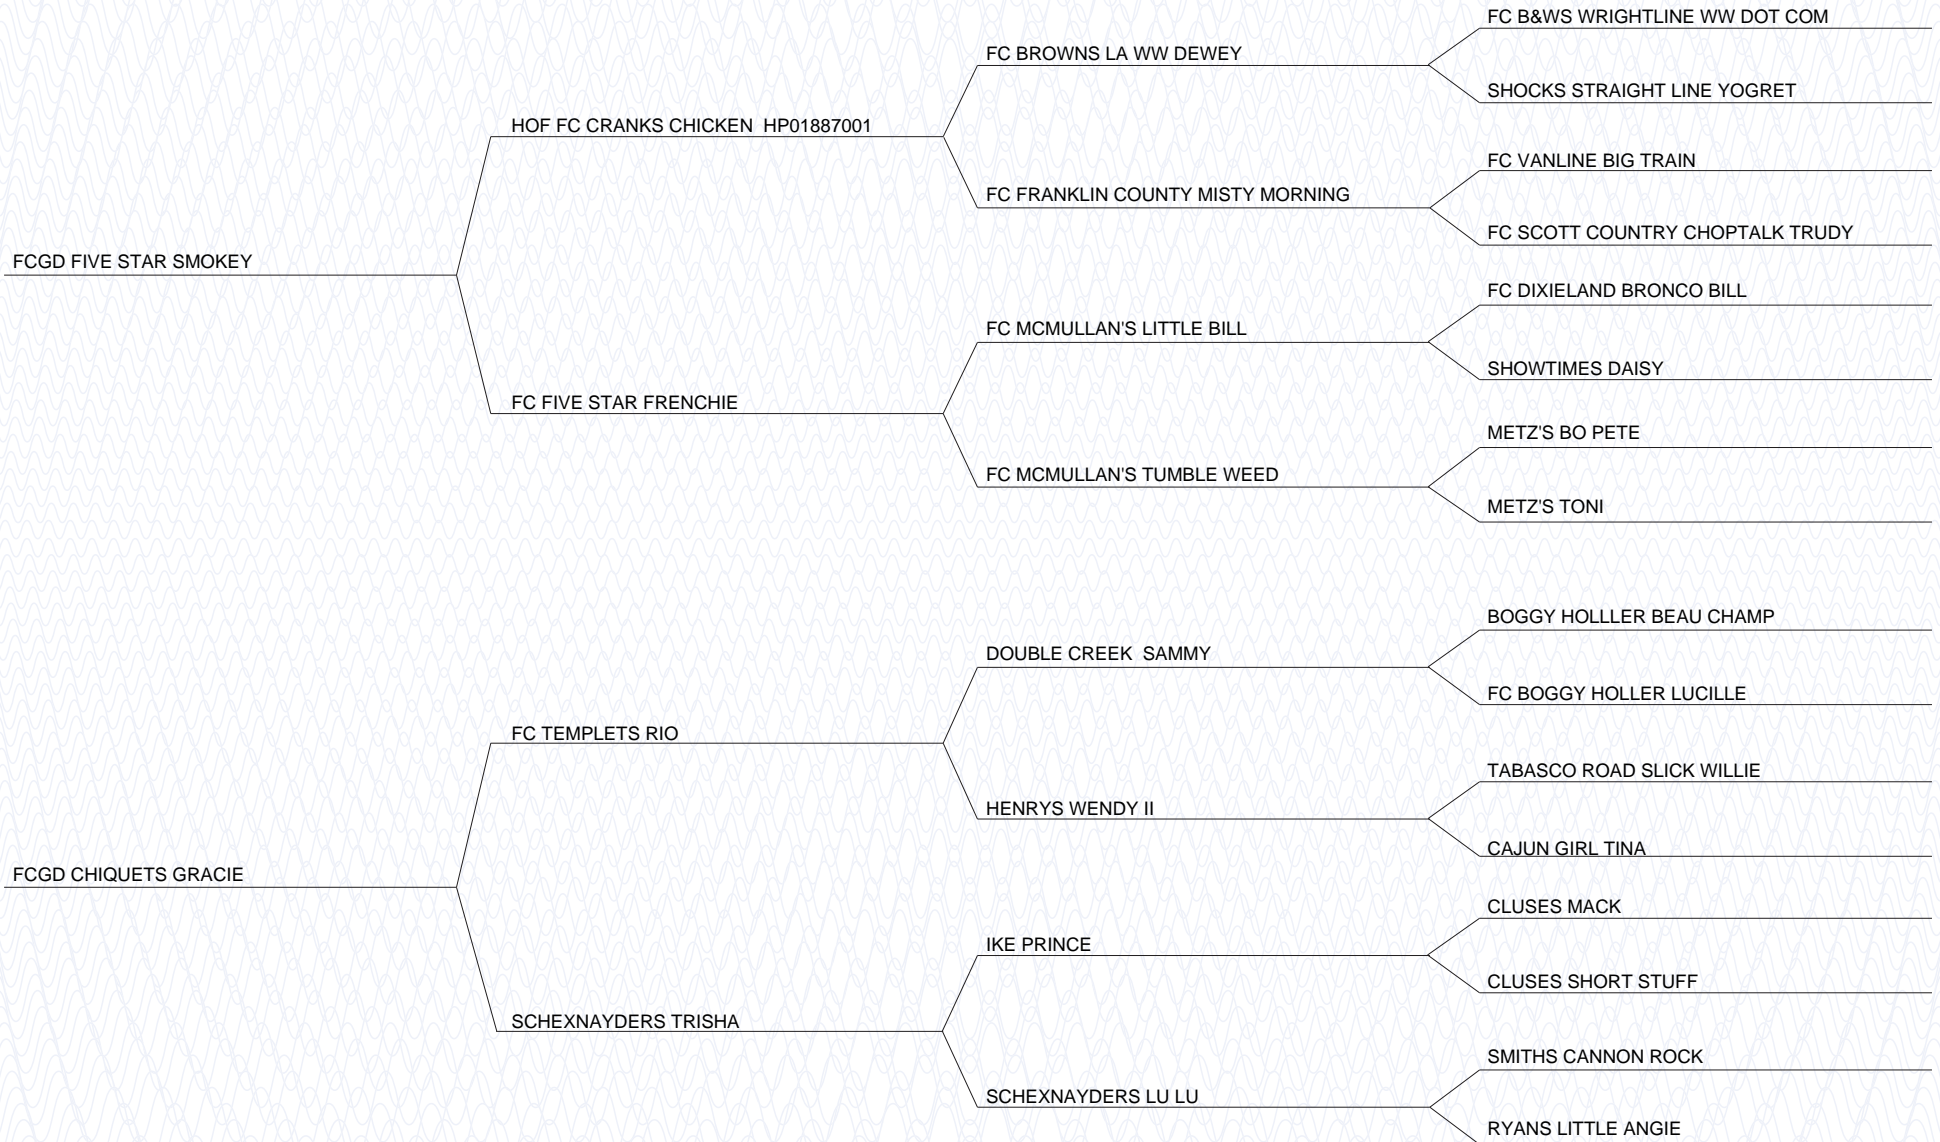 FC B&WS WRIGHTLINE WW DOT COM
FC BROWNS LA WW DEWEY
SHOCKS STRAIGHT LINE YOGRET
HOF FC CRANKS CHICKEN  HP01887001
FC VANLINE BIG TRAIN
FC FRANKLIN COUNTY MISTY MORNING
FC SCOTT COUNTRY CHOPTALK TRUDY
FCGD FIVE STAR SMOKEY
FC DIXIELAND BRONCO BILL
FC MCMULLAN'S LITTLE BILL
SHOWTIMES DAISY
FC FIVE STAR FRENCHIE
METZ'S BO PETE
FC MCMULLAN'S TUMBLE WEED
METZ'S TONI
BOGGY HOLLLER BEAU CHAMP
DOUBLE CREEK  SAMMY
FC BOGGY HOLLER LUCILLE
FC TEMPLETS RIO
TABASCO ROAD SLICK WILLIE
HENRYS WENDY II
CAJUN GIRL TINA
FCGD CHIQUETS GRACIE
CLUSES MACK
IKE PRINCE
CLUSES SHORT STUFF
SCHEXNAYDERS TRISHA
SMITHS CANNON ROCK
SCHEXNAYDERS LU LU
RYANS LITTLE ANGIE